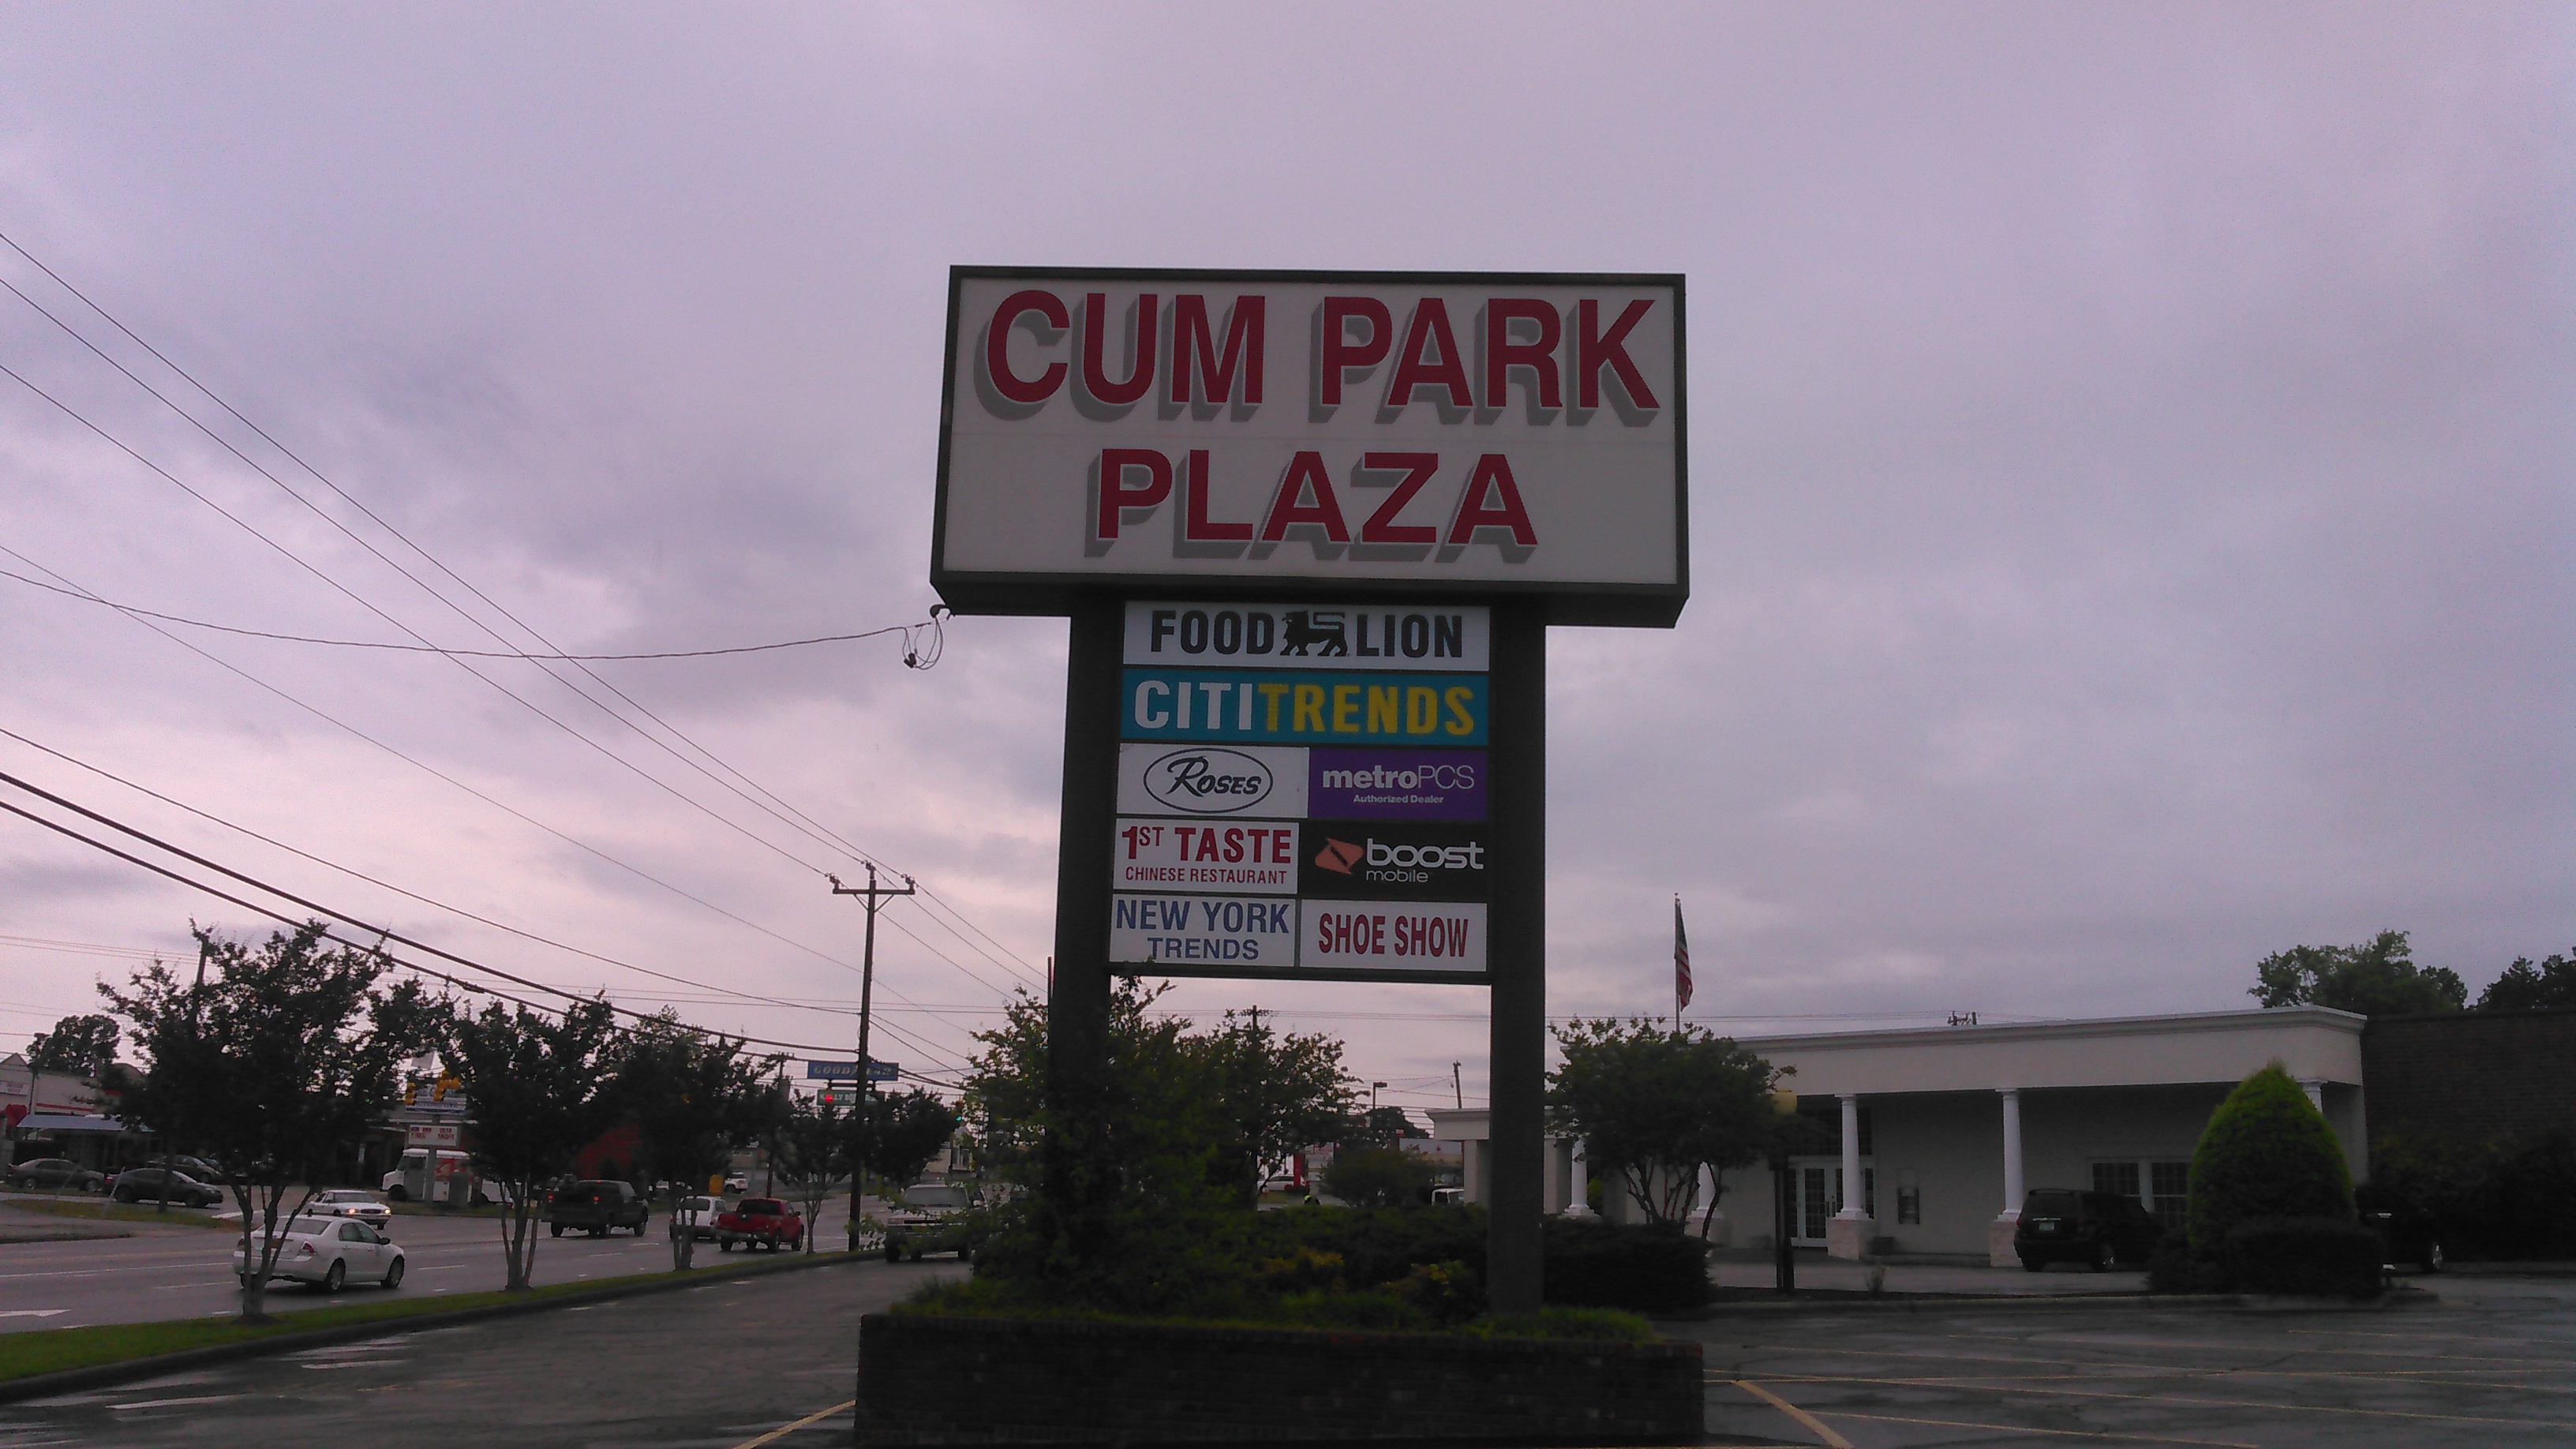 CUM PARK
PLAZA
FOOD LION
CITITRENDS
ROSES
metroPCS
Authorized Dealer
1ST TASTE
CHINESE RESTAURANT
boost
mobile
NEW YORK
TRENDS
SHOE SHOW
GOODYEAR